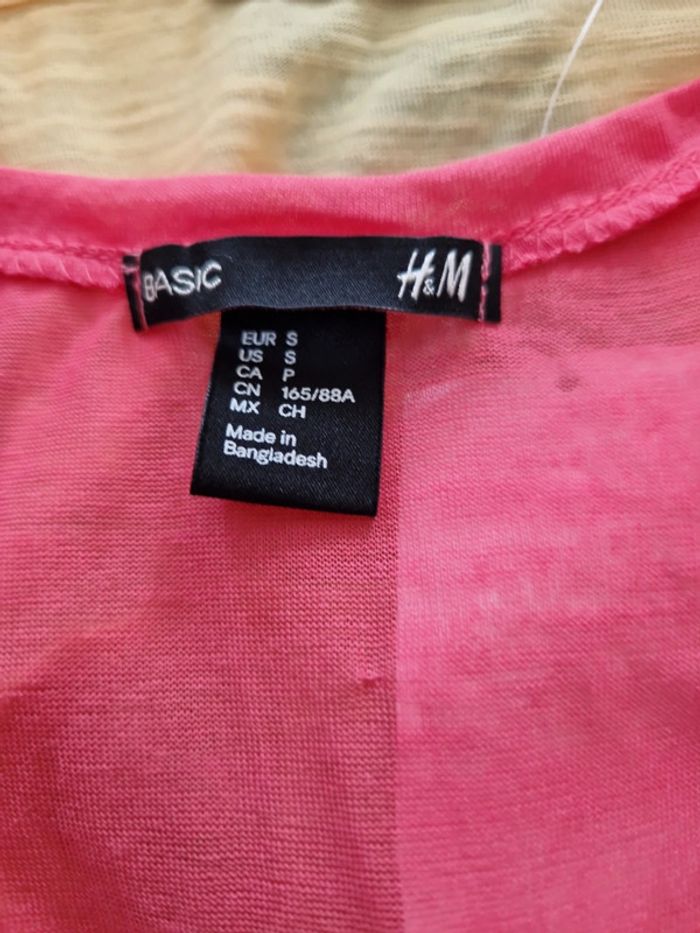 BASIC H&M
EUR S
US S
CA P
CN 165/88A
MX CH
Made in
Bangladesh